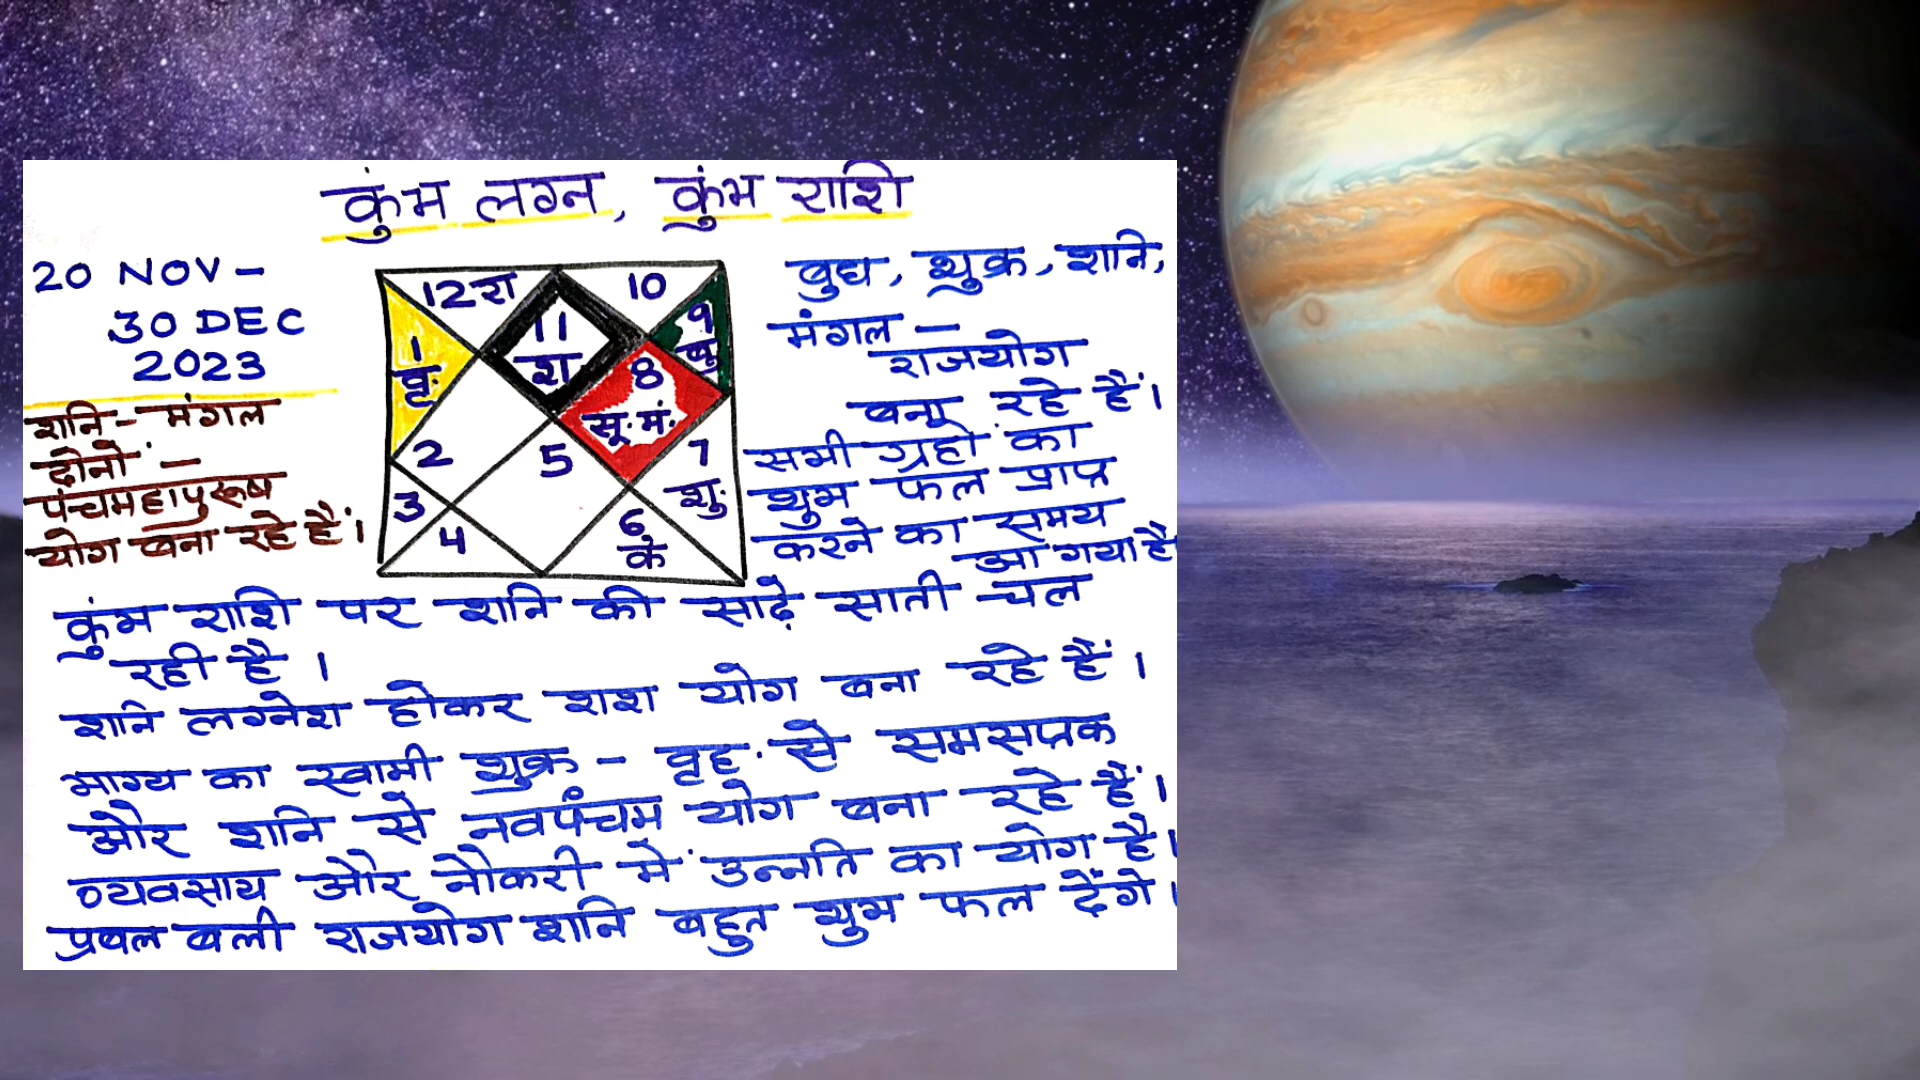 कुंभ लग्न, कुंभ राशि
20 NOV -
30 DEC
2023
शनि - मंगल
दोनों -
पंचमहापुरूष
योग बना रहे हैं।
12 रा
11
श
10
9
बु
1
वृ.
8
सू. मं.
2
5
7
शु.
3
4
6
के
बुध, शुक्र, शनि,
मंगल -
राजयोग
बना रहे हैं।
सभी ग्रहों का
शुभ फल प्राप्त
करने का समय
आ गया है
कुंभ राशि पर शनि की साढ़े साती चल
रही है ।
शनि लग्नेश होकर शश योग बना रहे हैं ।
भाग्य का स्वामी शुक्र - वृह. से समसप्तक
और शनि से नवपंचम योग बना रहे हैं।
व्यवसाय और नौकरी में उन्नति का योग है।
प्रबल बली राजयोग शनि बहुत शुभ फल देंगे।